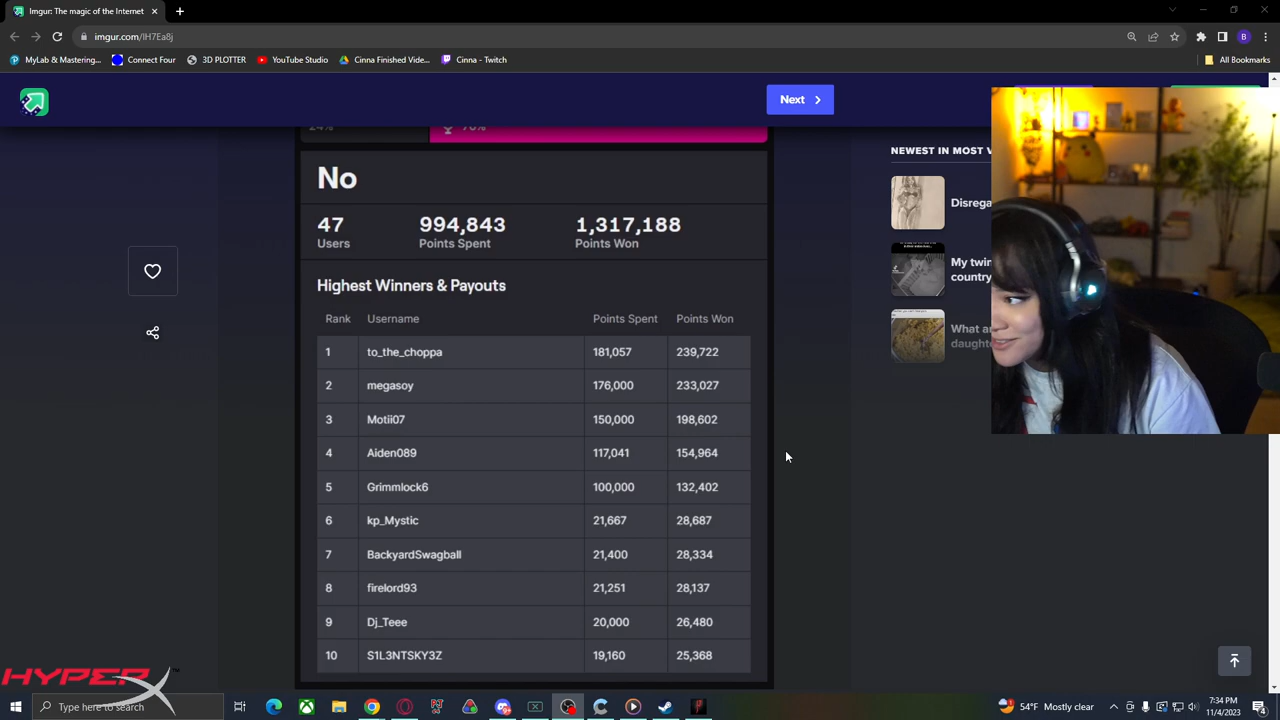 Imgur: The magic of the Internet
imgur.com/lH7Ea8j
MyLab & Mastering... Connect Four 3D PLOTTER YouTube Studio Cinna Finished Vide... Cinna - Twitch All Bookmarks
B
Next
24% 76%
NEWEST IN MOST V
No
Disrega
47 994,843 1,317,188
Users Points Spent Points Won
My twin
country
Highest Winners & Payouts
What a
daughte
Rank Username Points Spent Points Won
1 to_the_choppa 181,057 239,722
2 megasoy 176,000 233,027
3 Motii07 150,000 198,602
4 Aiden089 117,041 154,964
5 Grimmlock6 100,000 132,402
6 kp_Mystic 21,667 28,687
7 BackyardSwagball 21,400 28,334
8 firelord93 21,251 28,137
9 Dj_Teee 20,000 26,480
10 S1L3NTSKY3Z 19,160 25,368
HYPERX
Type here to search
54°F Mostly clear
7:34 PM
11/4/2023